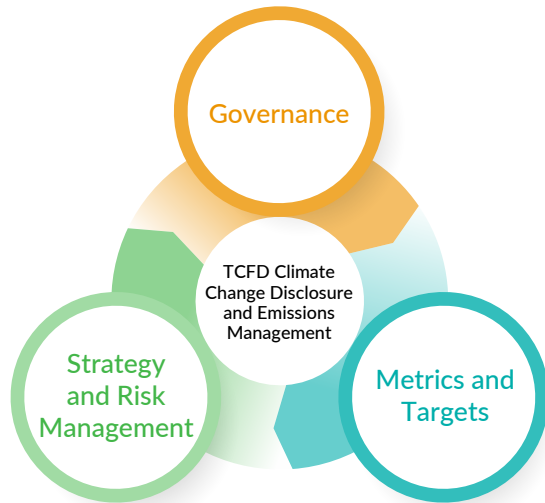 Governance
TCFD Climate
Change Disclosure
and Emissions
Management
Strategy
and Risk
Management
Metrics and
Targets